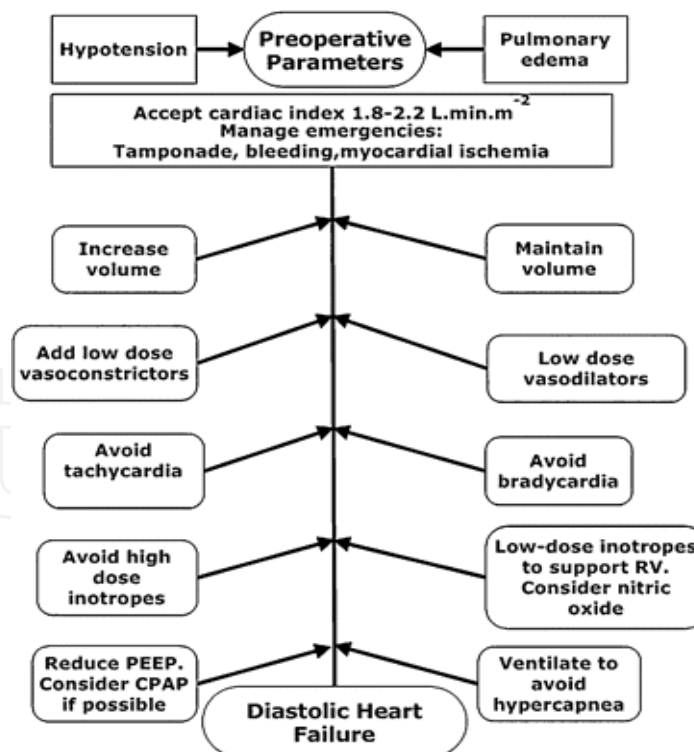 Hypotension
Preoperative
Parameters
Pulmonary
edema
Accept cardiac index 1.8-2.2 L.min.m-2
Manage emergencies:
Tamponade, bleeding,myocardial ischemia
Increase
volume
Maintain
volume
Add low dose
vasoconstrictors
Low dose
vasodilators
Avoid
tachycardia
Avoid
bradycardia
Avoid high
dose
inotropes
Low-dose inotropes
to support RV.
Consider nitric
oxide
Reduce PEEP.
Consider CPAP
if possible
Ventilate to
avoid
hypercapnea
Diastolic Heart
Failure